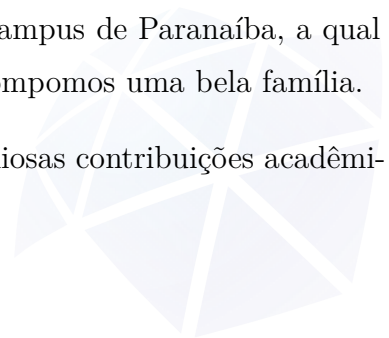 ampus de Paranaíba, a qual
ompomos uma bela família.
iosas contribuições acadêmi-